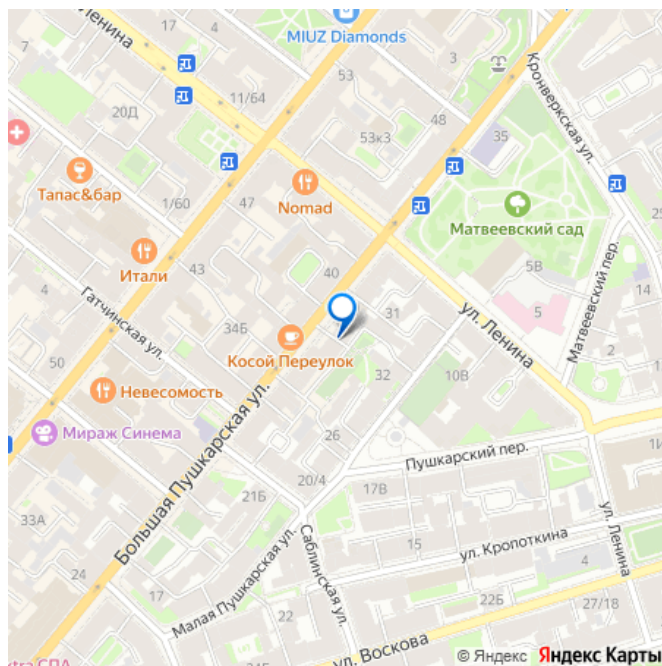 ул. Ленина
MIUZ Diamonds
7
53
3
Кронверкская ул.
20Д
11/64
48
35
53к3
Тапас&бар
1/60
47
Nomad
Матвеевский сад
Итали
43
40
5В
Матвеевский пер.
4
14
Гатчинская ул.
34Б
31
ул. Ленина
5
2
Косой Переулок
50
32
10В
Невесомость
Мираж Синема
26
Пушкарский пер.
Большая Пушкарская ул.
21Б
20/4
17В
33А
Саблинская ул.
15
ул. Кропоткина
ул. Ленина
24
4
Малая Пушкарская ул.
22
22Б
27/18
ул. Воскова
© Яндекс Яндекс Карты